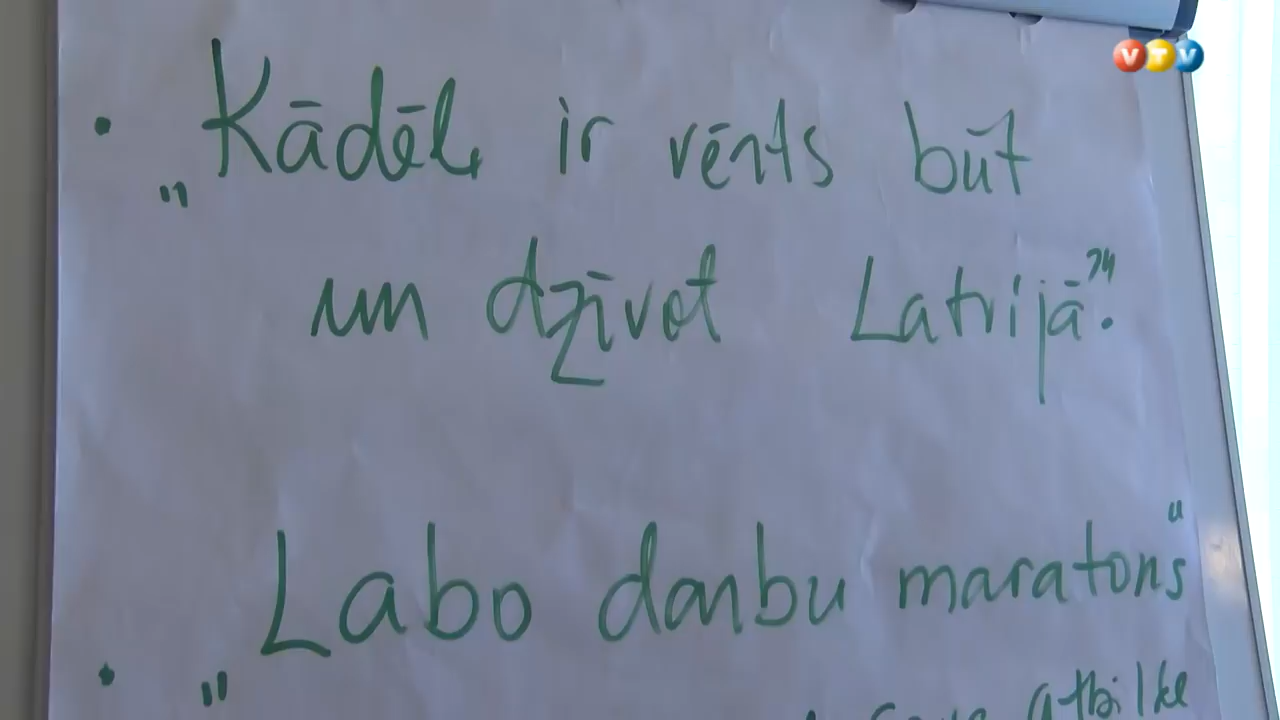 VTV
• „Kādēļ ir vērts būt
un dzīvot Latvijā?"
Labo darbu maratons"
• „